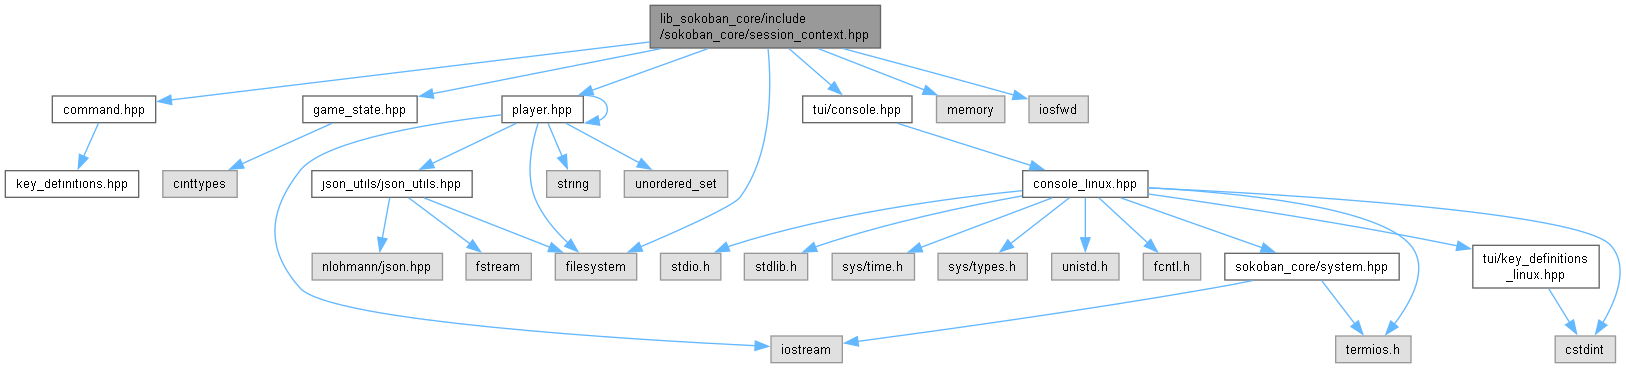 lib_sokoban_core/include
/sokoban_core/session_context.hpp
command.hpp
game_state.hpp
player.hpp
tui/console.hpp
memory
iosfwd
key_definitions.hpp
cinttypes
json_utils/json_utils.hpp
string
unordered_set
console_linux.hpp
nlohmann/json.hpp
fstream
filesystem
stdio.h
stdlib.h
sys/time.h
sys/types.h
unistd.h
fcntl.h
sokoban_core/system.hpp
tui/key_definitions
_linux.hpp
iostream
termios.h
cstdint